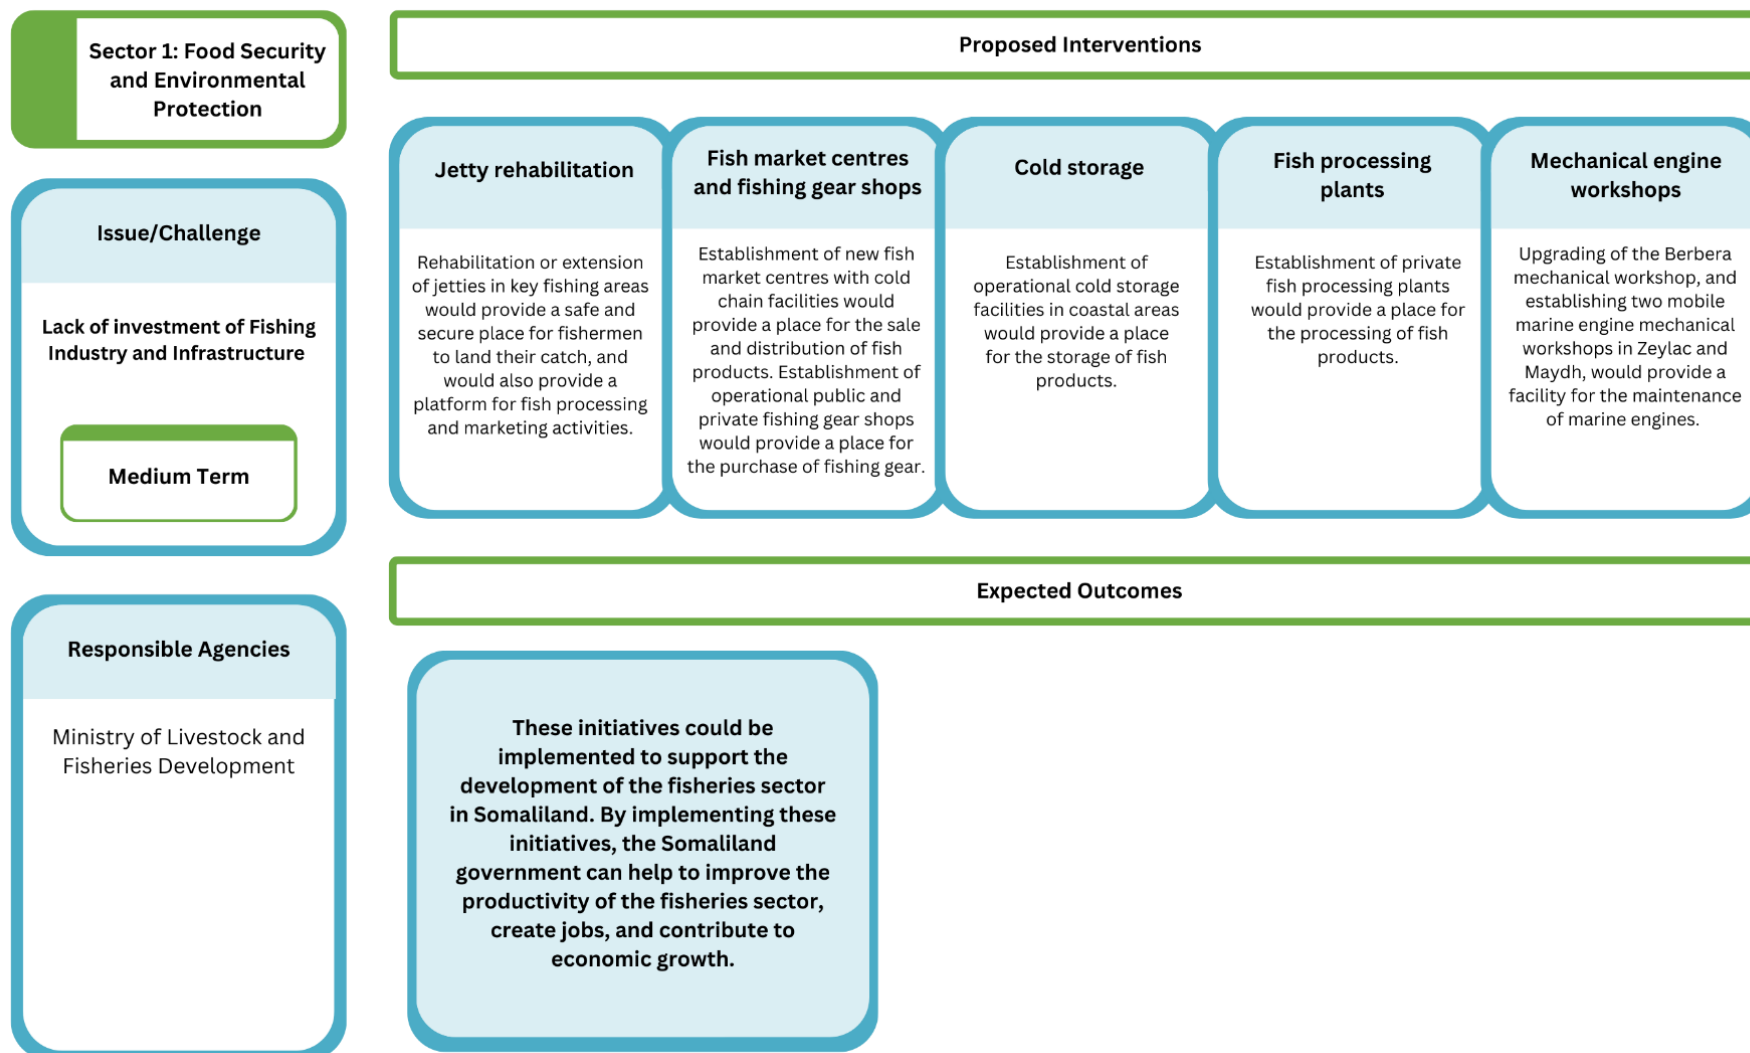 Sector 1: Food Security
and Environmental
Protection
Issue/Challenge
Lack of investment of Fishing
Industry and Infrastructure
Medium Term
Responsible Agencies
Ministry of Livestock and
Fisheries Development
Proposed Interventions
Jetty rehabilitation
Rehabilitation or extension
of jetties in key fishing areas
would provide a safe and
secure place for fishermen
to land their catch, and
would also provide a
platform for fish processing
and marketing activities.
Fish market centres
and fishing gear shops
Establishment of new fish
market centres with cold
chain facilities would
provide a place for the sale
and distribution of fish
products. Establishment of
operational public and
private fishing gear shops
would provide a place for
the purchase of fishing gear.
Cold storage
Establishment of
operational cold storage
facilities in coastal areas
would provide a place
for the storage of fish
products.
Fish processing
plants
Establishment of private
fish processing plants
would provide a place for
the processing of fish
products.
Mechanical engine
workshops
Upgrading of the Berbera
mechanical workshop, and
establishing two mobile
marine engine mechanical
workshops in Zeylac and
Maydh, would provide a
facility for the maintenance
of marine engines.
Expected Outcomes
These initiatives could be
implemented to support the
development of the fisheries sector
in Somaliland. By implementing these
initiatives, the Somaliland
government can help to improve the
productivity of the fisheries sector,
create jobs, and contribute to
economic growth.